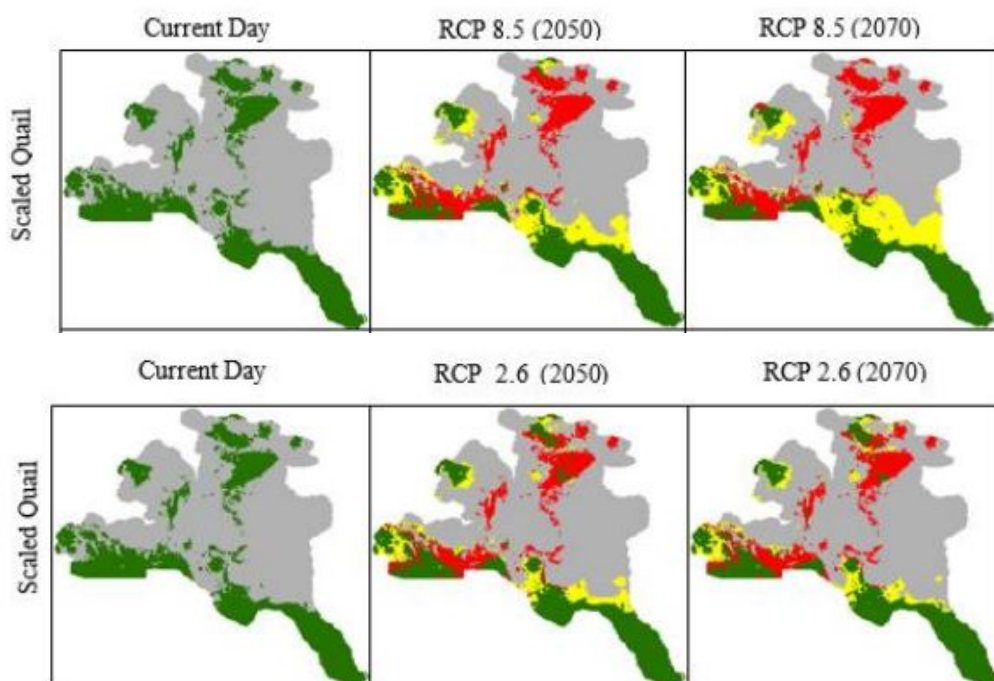 Current Day
RCP 8.5 (2050)
RCP 8.5 (2070)
Scaled Quail
Current Day
RCP 2.6 (2050)
RCP 2.6 (2070)
Scaled Quail